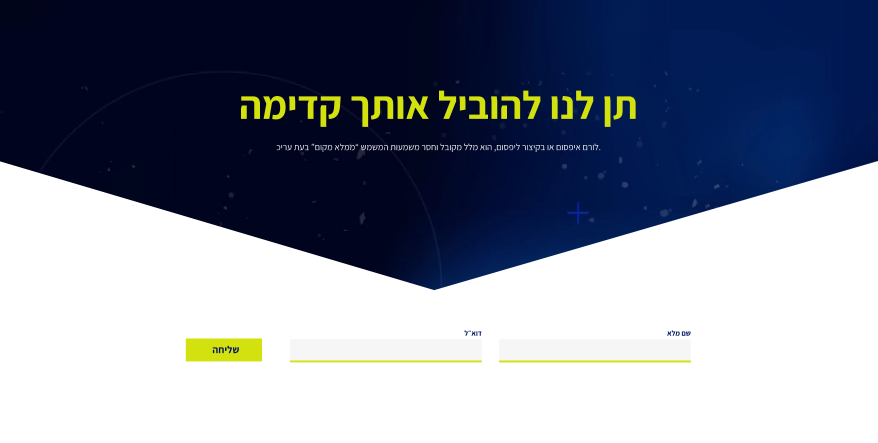 תן לנו להוביל אותך קדימה
לורם איפסום או בקיצור ליפסום, הוא מלל מקובל וחסר משמעות המשמש "ממלא מקום" בעת עריכ.
שם מלא
דוא״ל
שליחה